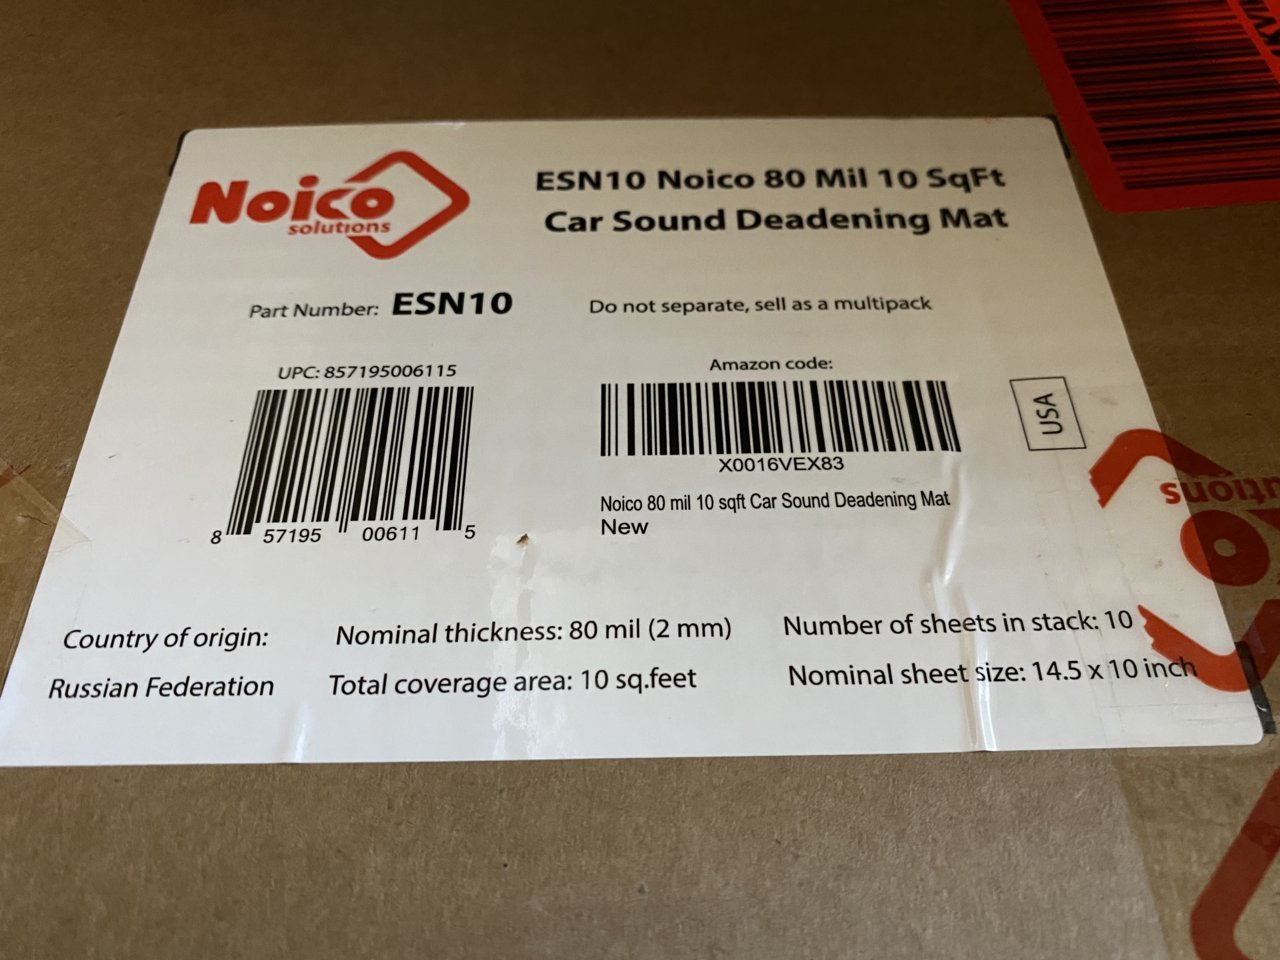 Noico
solutions
ESN10 Noico 80 Mil 10 SqFt
Car Sound Deadening Mat
Part Number: ESN10
Do not separate, sell as a multipack
UPC: 857195006115
8 57195 00611 5
Amazon code:
X0016VEX83
Noico 80 mil 10 sqft Car Sound Deadening Mat
New
USA
Country of origin:
Russian Federation
Nominal thickness: 80 mil (2 mm)
Total coverage area: 10 sq.feet
Number of sheets in stack: 10
Nominal sheet size: 14.5 x 10 inch